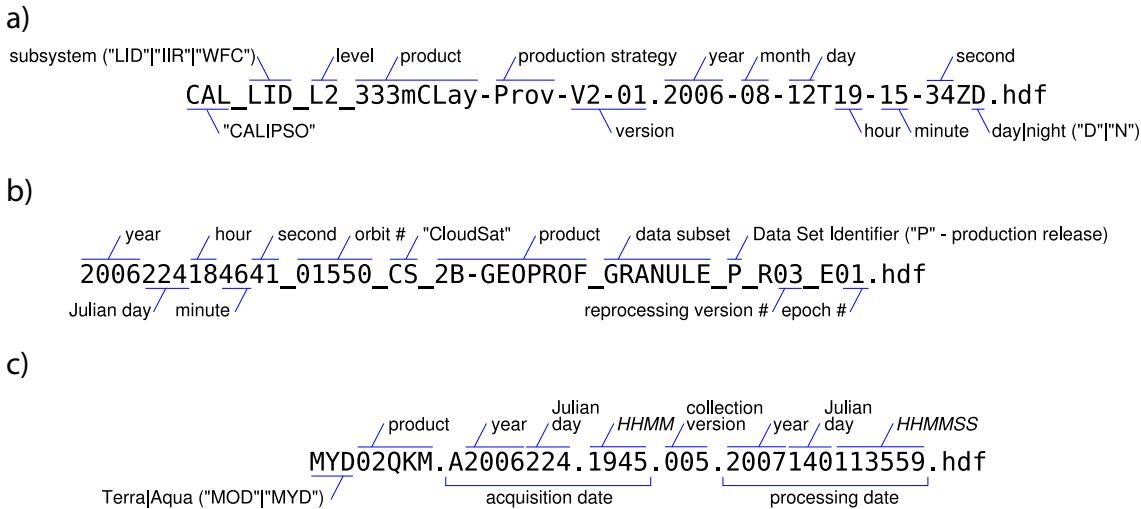 a)
subsystem ("LID"|"IIR"|"WFC") level product production strategy year month day second
CAL_LID_L2_333mCLay-Prov-V2-01.2006-08-12T19-15-34ZD.hdf
"CALIPSO" version hour minute day|night ("D"|"N")
b)
year hour second orbit # "CloudSat" product data subset Data Set Identifier ("P" - production release)
2006224184641_01550_CS_2B-GEOPROF_GRANULE_P_R03_E01.hdf
Julian day minute reprocessing version # epoch #
c)
product year Julian day HHMM collection version year Julian day HHMMSS
MYD02QKM.A2006224.1945.005.2007140113559.hdf
Terra|Aqua ("MOD"|"MYD") acquisition date processing date